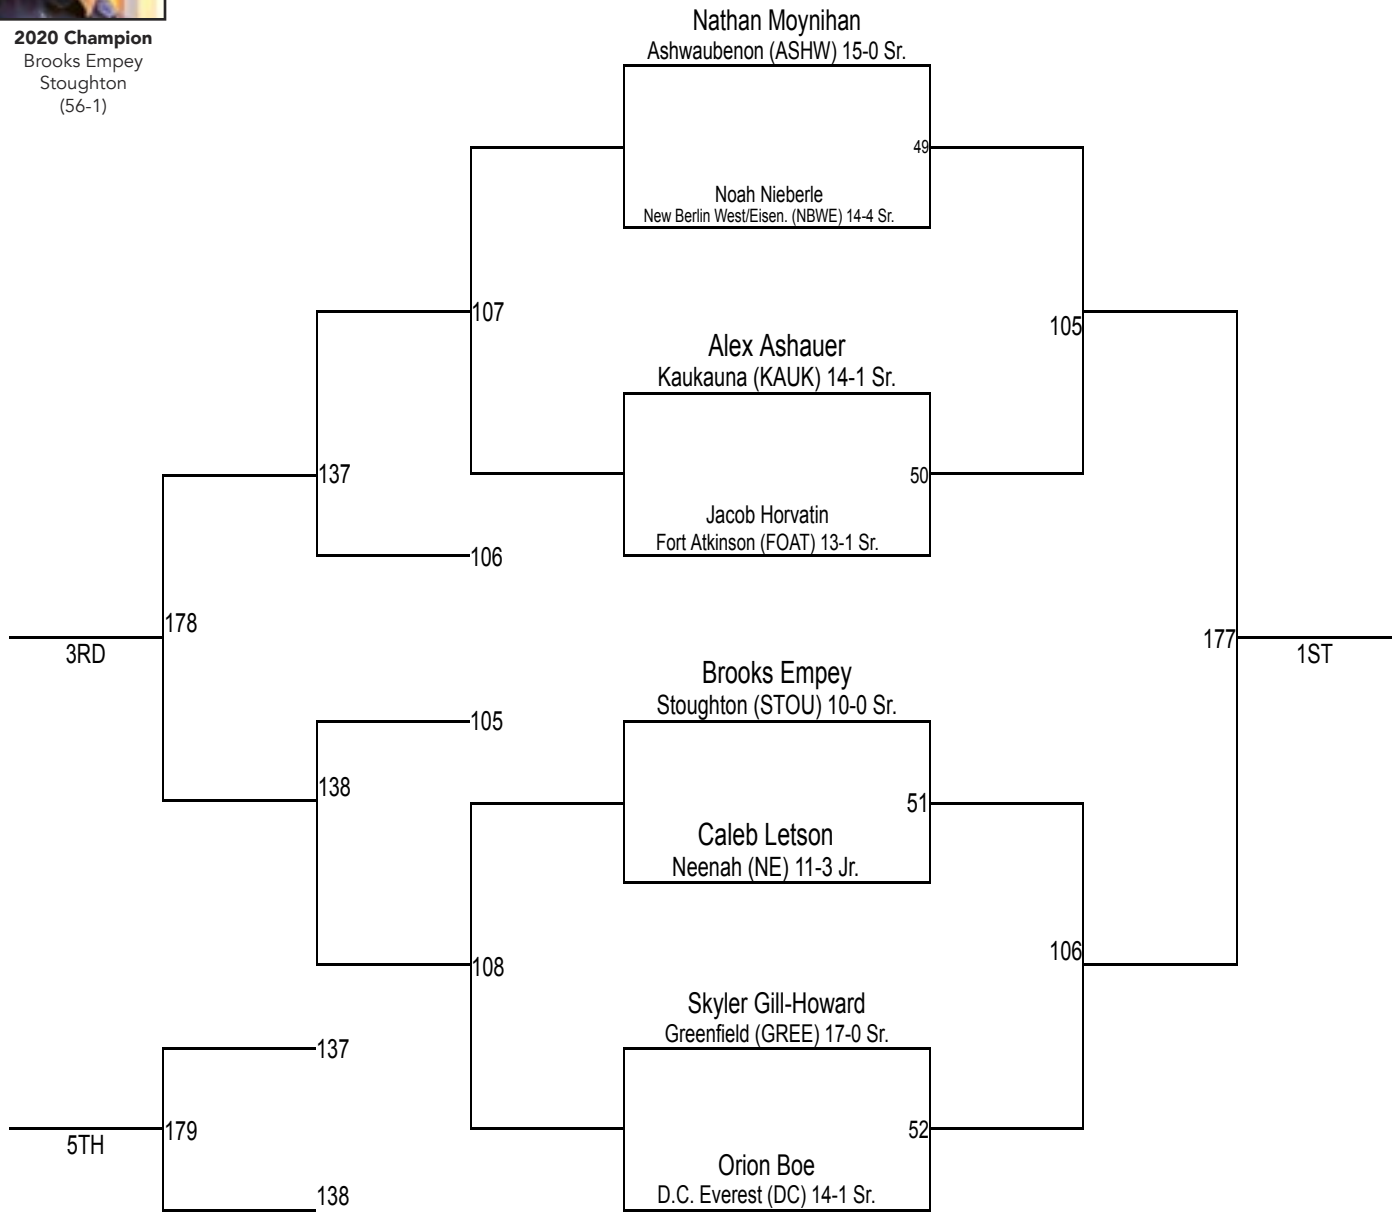 2020 Champion
Brooks Empey
Stoughton
(56-1)
Nathan Moynihan
Ashwaubenon (ASHW) 15-0 Sr.
49
Noah Nieberle
New Berlin West/Eisen. (NBWE) 14-4 Sr.
107
105
Alex Ashauer
Kaukauna (KAUK) 14-1 Sr.
137
50
Jacob Horvatin
Fort Atkinson (FOAT) 13-1 Sr.
106
178
3RD
177
1ST
Brooks Empey
Stoughton (STOU) 10-0 Sr.
105
138
51
Caleb Letson
Neenah (NE) 11-3 Jr.
108
106
Skyler Gill-Howard
Greenfield (GREE) 17-0 Sr.
137
179
5TH
52
Orion Boe
D.C. Everest (DC) 14-1 Sr.
138